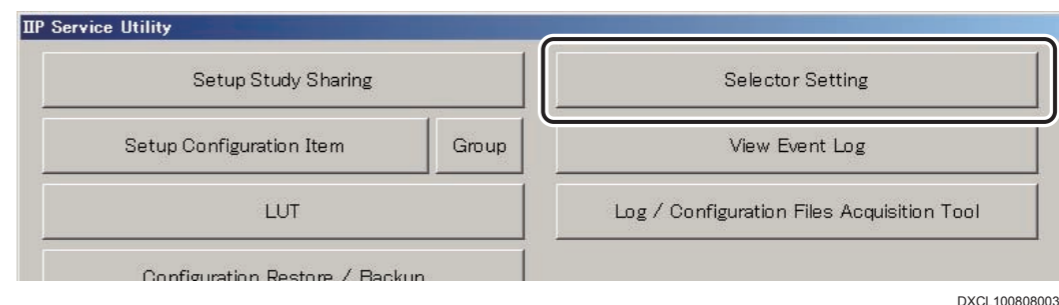 IIP Service Utility
Setup Study Sharing
Selector Setting
Setup Configuration Item
Group
View Event Log
LUT
Log / Configuration Files Acquisition Tool
Configuration Restore / Backup
DXCL100808003